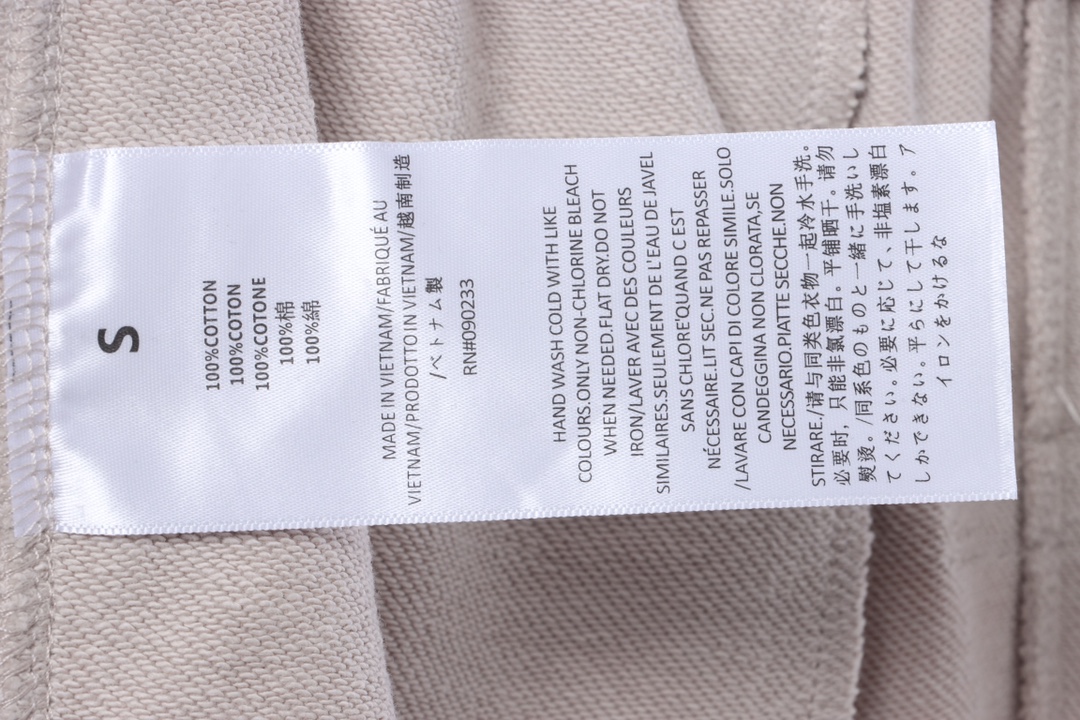 S
100%COTTON
100%COTON
100%COTONE
100%棉
100%綿
MADE IN VIETNAM/FABRIQUÉ AU
VIETNAM/PRODOTTO IN VIETNAM/越南制造
/ベトナム製
RN#090233
HAND WASH COLD WITH LIKE
COLOURS.ONLY NON-CHLORINE BLEACH
WHEN NEEDED.FLAT DRY.DO NOT
IRON/LAVER AVEC DES COULEURS
SIMILAIRES.SEULEMENT DE L'EAU DE JAVEL
SANS CHLORE'QUAND C EST
NÉCESSAIRE.LIT SEC.NE PAS REPASSER
/LAVARE CON CAPI DI COLORE SIMILE.SOLO
CANDEGGINA NON CLORATA,SE
NECESSARIO.PIATTE SECCHE.NON
STIRARE/请与同类色衣物一起冷水手洗。
必要时，只能非氯漂白。平铺晒干。请勿
熨烫。/同系色のものと一緒に手洗いし
てください。必要に応じて、非塩素漂白
しかできない。平らにして干します。ア
イロンをかけるな